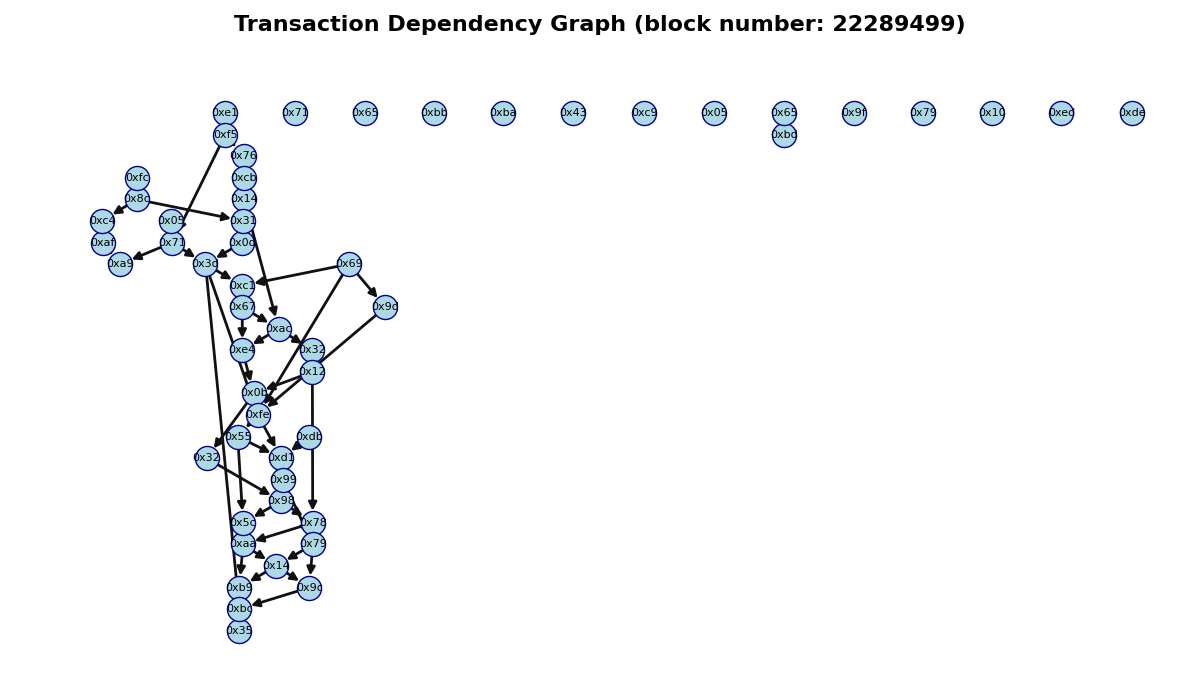 Transaction Dependency Graph (block number: 22289499)
0xe1 0x71 0x65 0xbb 0xba 0x43 0xc9 0x05 0x65 0x9f 0x79 0x10 0xed 0xde
0xf5 0xbd
0x76
0xfc 0xcb
0x8c 0x14
0xc4 0x05 0x31
0xaf 0x71 0x0d
0xa9 0x3c 0x69
0xc1
0x67 0x9d
0xac
0xe4 0x32
0x12
0x0b
0xfe
0x55 0xdb
0x32 0xd1
0x99
0x98
0x5c 0x78
0xaa 0x79
0x14
0xb9 0x9c
0xbc
0x35